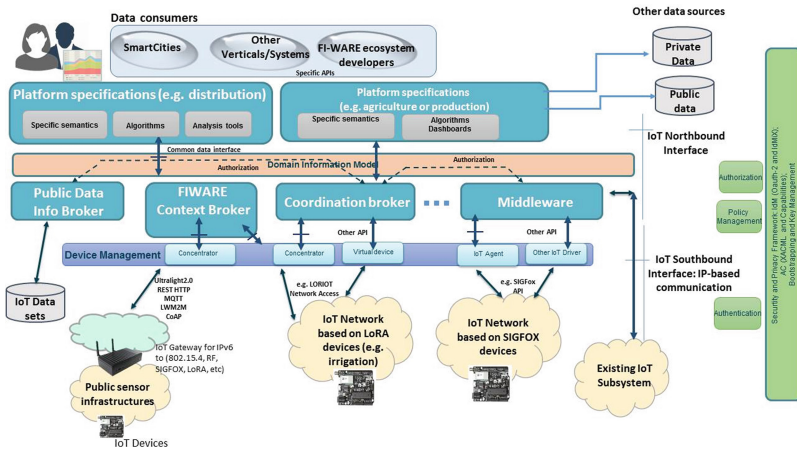 Data consumers
SmartCities
Other
Verticals/Systems
FI-WARE ecosystem
developers
Specific APIs
Other data sources
Private
Data
Public
data
Platform specifications (e.g. distribution)
Specific semantics
Algorithms
Analysis tools
Platform specifications
(e.g. agriculture or production)
Specific semantics
Algorithms
Dashboards
Common data interface
Domain Information Model
Authorization
Authorization
IoT Northbound
Interface
Public Data
Info Broker
FIWARE
Context Broker
Coordination broker
Middleware
Other API
Other API
Device Management
Concentrator
Concentrator
Virtual device
IoT Agent
Other IoT Driver
IoT Southbound
Interface: IP-based
communication
IoT Data
sets
Ultralight2.0
REST HTTP
MQTT
LWM2M
CoAP
e.g. LORIOT
Network Access
e.g. SIGFox
API
IoT Gateway for IPv6
to (802.15.4, RF,
SIGFOX, LoRA, etc)
Public sensor
infrastructures
IoT Devices
IoT Network
based on LoRA
devices (e.g.
irrigation)
IoT Network
based on SIGFOX
devices
Existing IoT
Subsystem
Authorization
Policy
Management
Authentication
Security and Privacy Framework: IdM (Oauth-2 and IdMIX),
AC (XACML and Capabilities),
Bootstrapping and Key Management